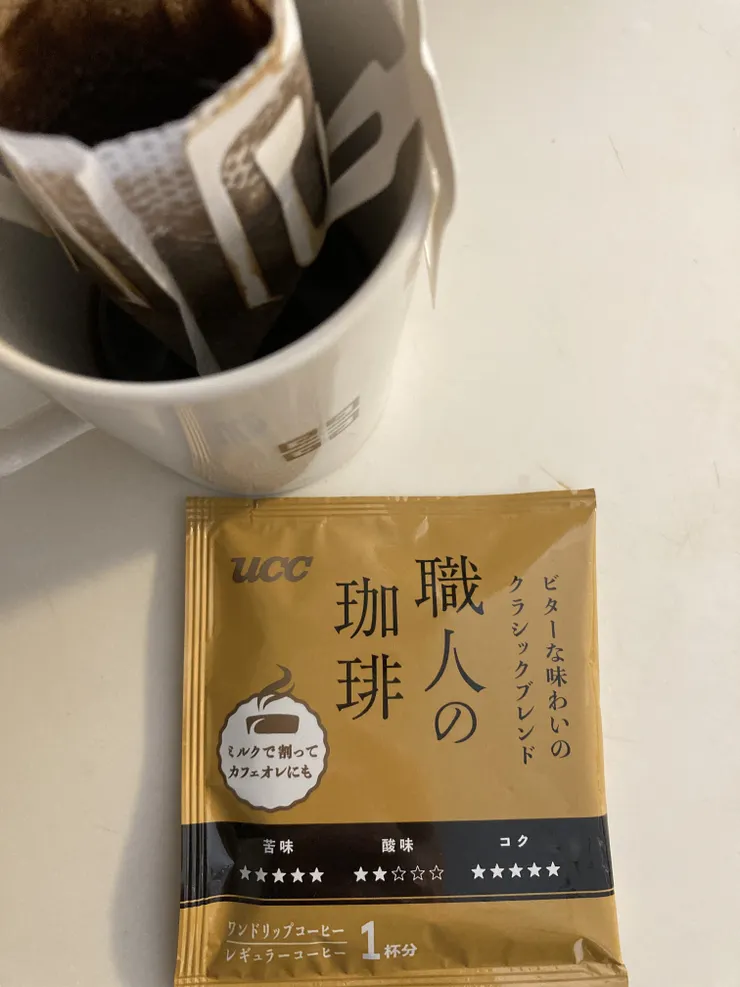 ucc
ビターな味わいの
クラシックブレンド
職人の
珈琲
ミルクで割って
カフェオレにも
苦味
★★★★★
酸味
★★☆☆☆
コク
★★★★★
ワンドリップコーヒー
レギュラーコーヒー
1杯分